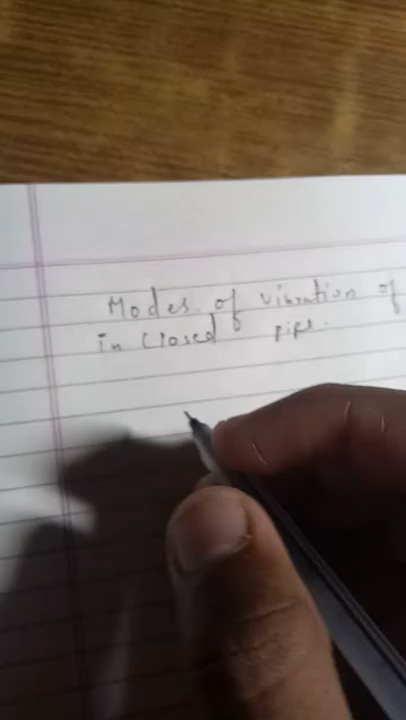 Modes of vibration of
in closed pipe.